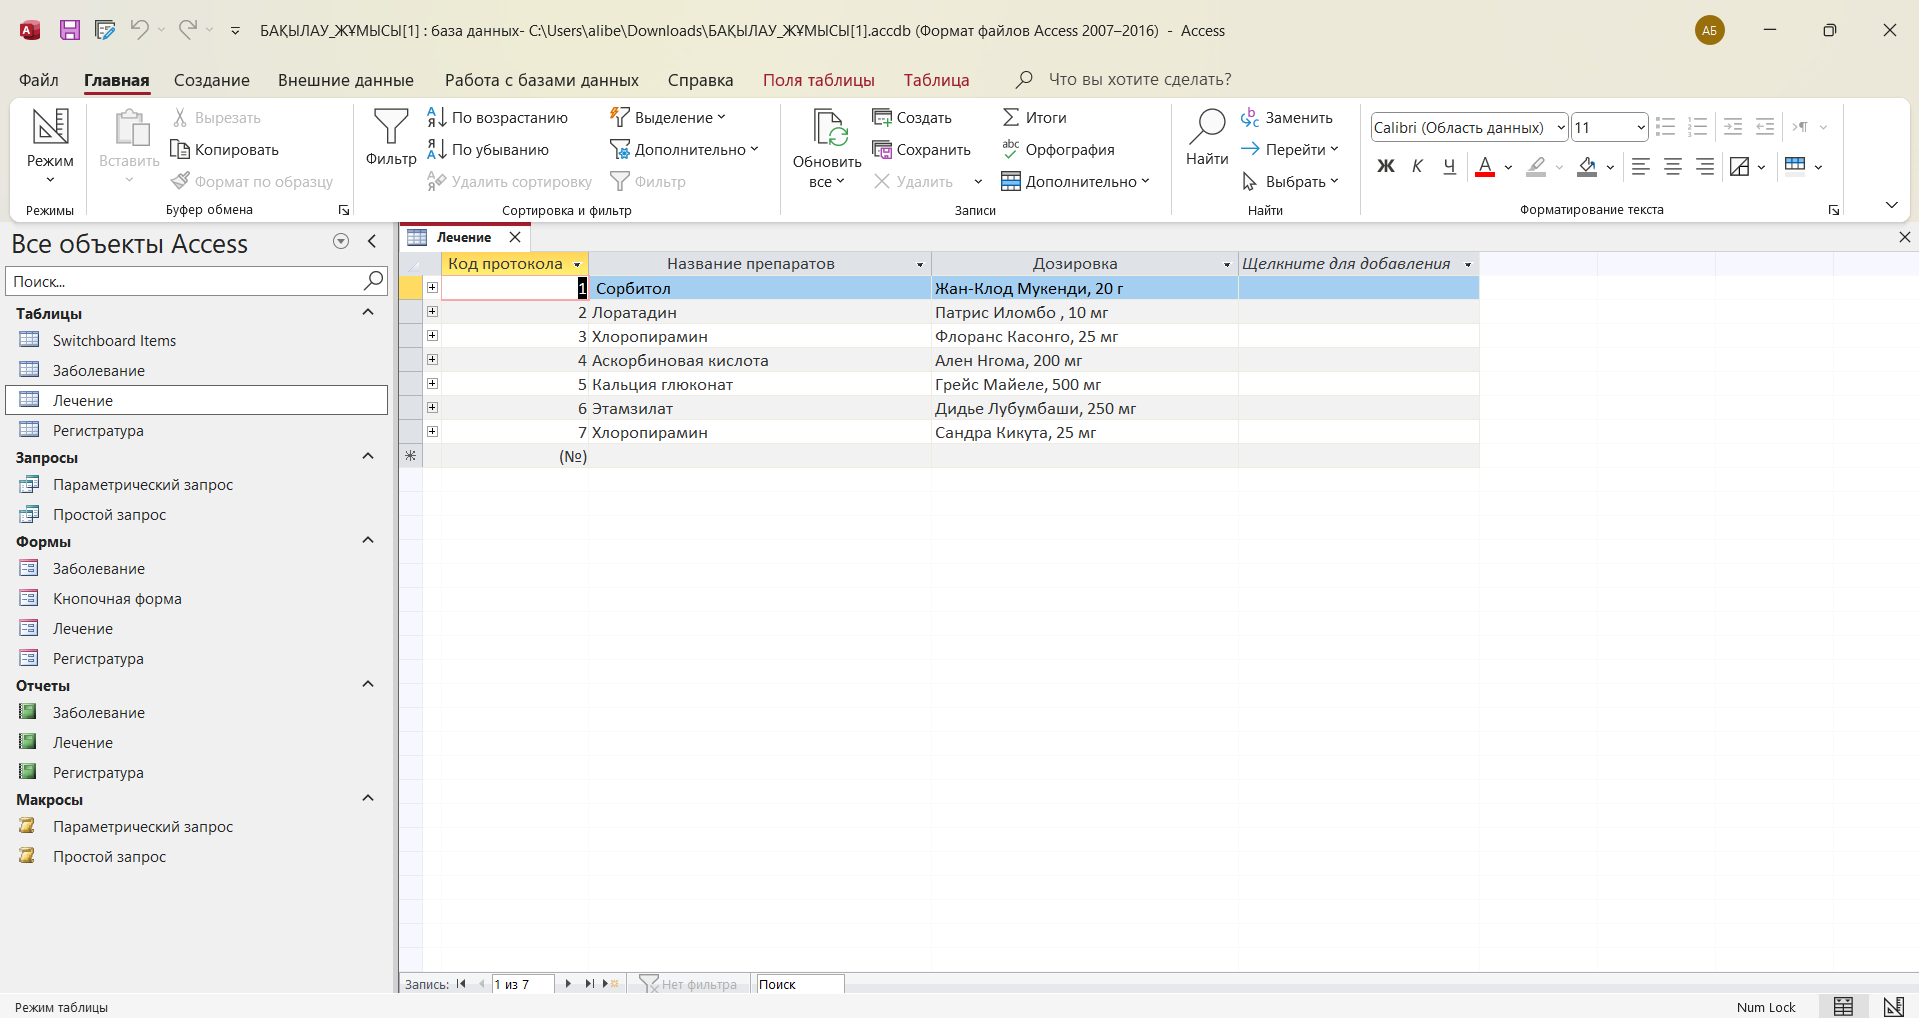 БАҚЫЛАУ_ЖҰМЫСЫ[1] : база данных- C:\Users\alibe\Downloads\БАҚЫЛАУ_ЖҰМЫСЫ[1].accdb (Формат файлов Access 2007–2016) - Access
АБ
Файл Главная Создание Внешние данные Работа с базами данных Справка Поля таблицы Таблица Что вы хотите сделать?
Режим
Режимы
Вставить
Вырезать
Копировать
Формат по образцу
Буфер обмена
Фильтр
По возрастанию
По убыванию
Удалить сортировку
Выделение
Дополнительно
Фильтр
Сортировка и фильтр
Обновить
все
Создать
Сохранить
Удалить
Итоги
Орфография
Дополнительно
Записи
Найти
Заменить
Перейти
Выбрать
Найти
Calibri (Область данных) 11
Ж К Ч А
Форматирование текста
Все объекты Access
Поиск...
Таблицы
Switchboard Items
Заболевание
Лечение
Регистратура
Запросы
Параметрический запрос
Простой запрос
Формы
Заболевание
Кнопочная форма
Лечение
Регистратура
Отчеты
Заболевание
Лечение
Регистратура
Макросы
Параметрический запрос
Простой запрос
Лечение
Код протокола Название препаратов Дозировка Щелкните для добавления
1 Сорбитол Жан-Клод Мукенди, 20 г
2 Лоратадин Патрис Иломбо , 10 мг
3 Хлоропирамин Флоранс Касонго, 25 мг
4 Аскорбиновая кислота Ален Нгома, 200 мг
5 Кальция глюконат Грейс Майеле, 500 мг
6 Этамзилат Дидье Лубумбаши, 250 мг
7 Хлоропирамин Сандра Кикута, 25 мг
(№)
Запись: 1 из 7 Нет фильтра Поиск
Режим таблицы Num Lock